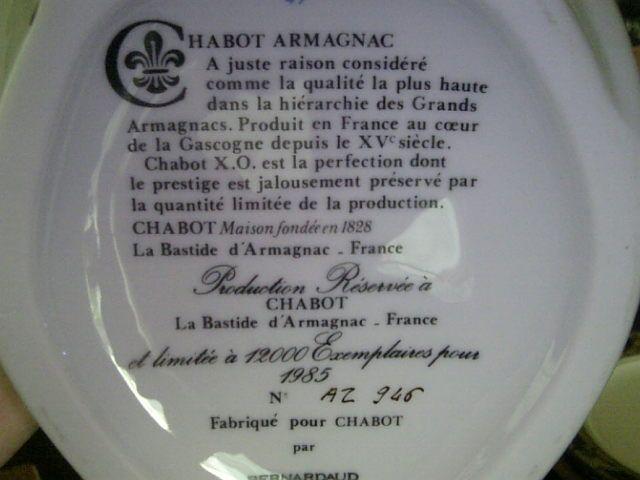 CHABOT ARMAGNAC
A juste raison considéré
comme la qualité la plus haute
dans la hiérarchie des Grands
Armagnacs. Produit en France au cœur
de la Gascogne depuis le XVe siècle.
Chabot X.O. est la perfection dont
le prestige est jalousement préservé par
la quantité limitée de la production.
CHABOT Maison fondée en 1828
La Bastide d'Armagnac - France
Production Réservée à
CHABOT
La Bastide d'Armagnac - France
et limitée à 12000 Exemplaires pour
1985
N° AZ 946
Fabriqué pour CHABOT
par
BERNARDAUD